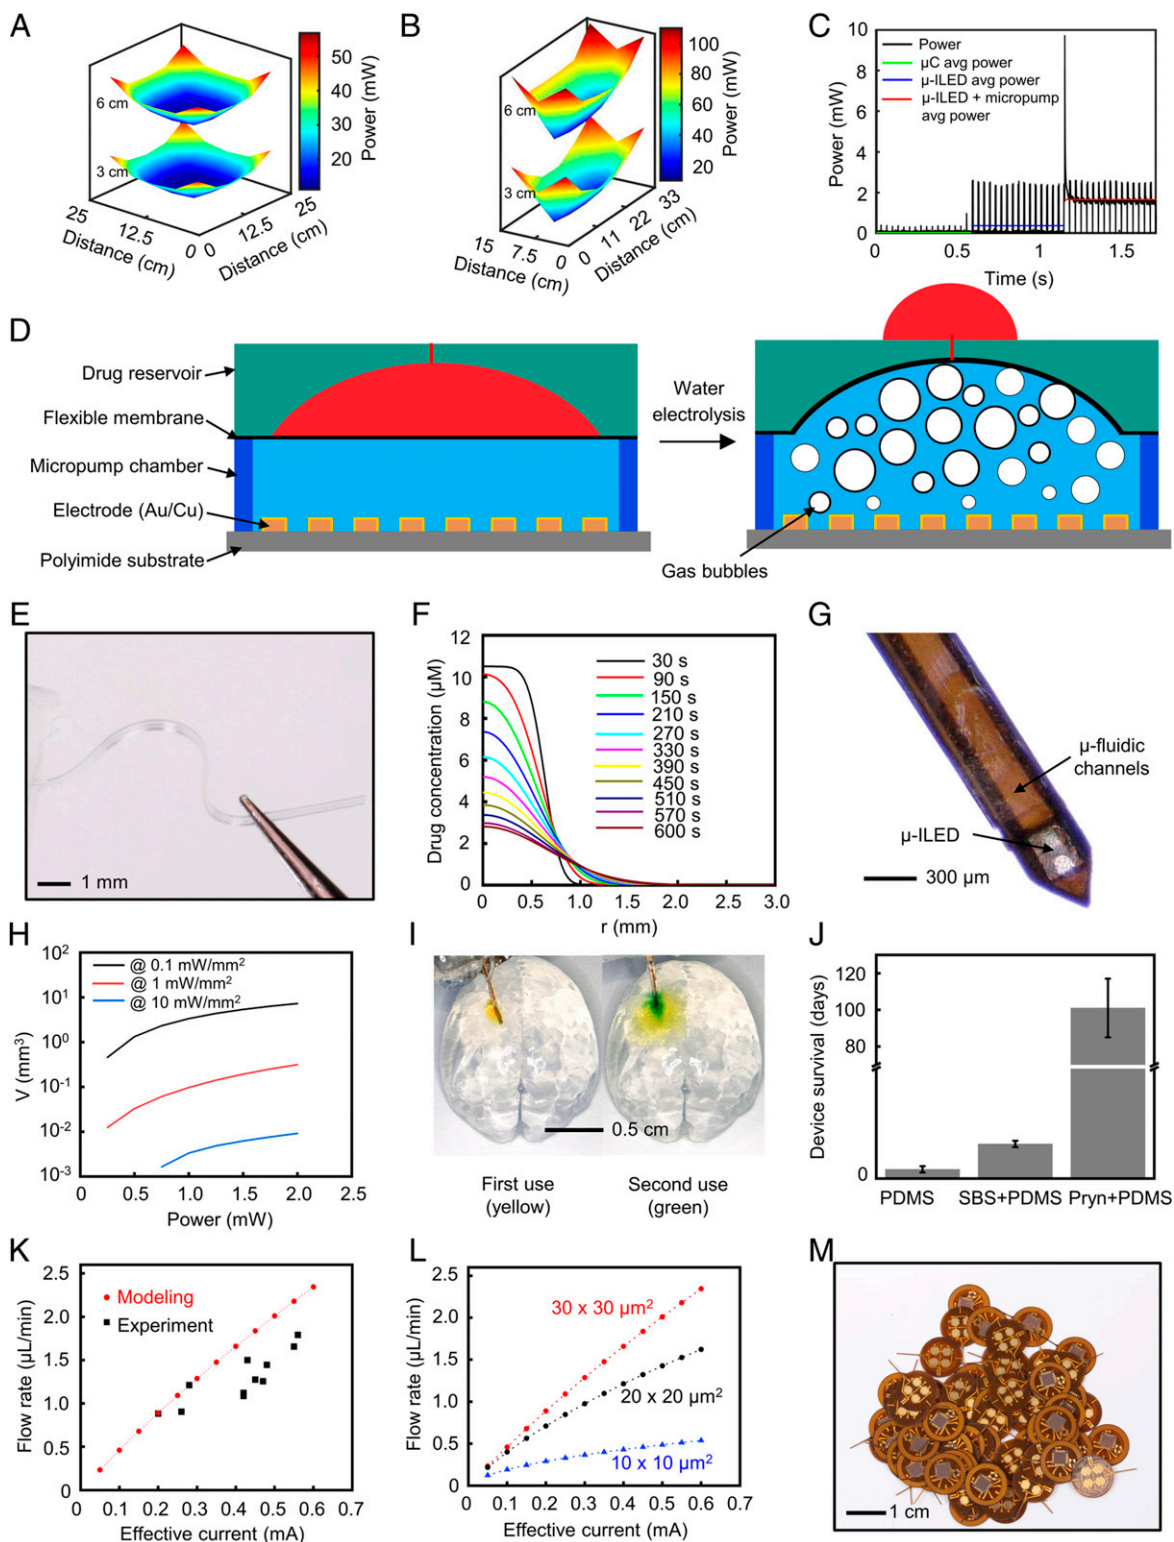 A
6 cm
3 cm
25
12.5
0
Distance (cm)
0
12.5
25
Distance (cm)
50
40
30
20
Power (mW)
B
6 cm
3 cm
15
7.5
0
Distance (cm)
0
11
22
33
Distance (cm)
100
80
60
40
20
Power (mW)
C
10
8
6
4
2
0
Power (mW)
Power
µC avg power
µ-ILED avg power
µ-ILED + micropump
avg power
0
0.5
1
1.5
Time (s)
D
Drug reservoir
Flexible membrane
Micropump chamber
Electrode (Au/Cu)
Polyimide substrate
Water
electrolysis
Gas bubbles
E
1 mm
F
12
10
8
6
4
2
0
Drug concentration (µM)
30 s
90 s
150 s
210 s
270 s
330 s
390 s
450 s
510 s
570 s
600 s
0
0.5
1.0
1.5
2.0
2.5
3.0
r (mm)
G
µ-fluidic
channels
µ-ILED
300 µm
H
10²
10¹
10⁰
10⁻¹
10⁻²
10⁻³
V (mm³)
@ 0.1 mW/mm²
@ 1 mW/mm²
@ 10 mW/mm²
0
0.5
1.0
1.5
2.0
2.5
Power (mW)
I
0.5 cm
First use
(yellow)
Second use
(green)
J
120
100
80
0
Device survival (days)
PDMS
SBS+PDMS
Pryn+PDMS
K
2.5
2.0
1.5
1.0
0.5
0
Flow rate (µL/min)
Modeling
Experiment
0
0.1
0.2
0.3
0.4
0.5
0.6
0.7
Effective current (mA)
L
2.5
2.0
1.5
1.0
0.5
0
Flow rate (µL/min)
30 x 30 µm²
20 x 20 µm²
10 x 10 µm²
0
0.1
0.2
0.3
0.4
0.5
0.6
0.7
Effective current (mA)
M
1 cm